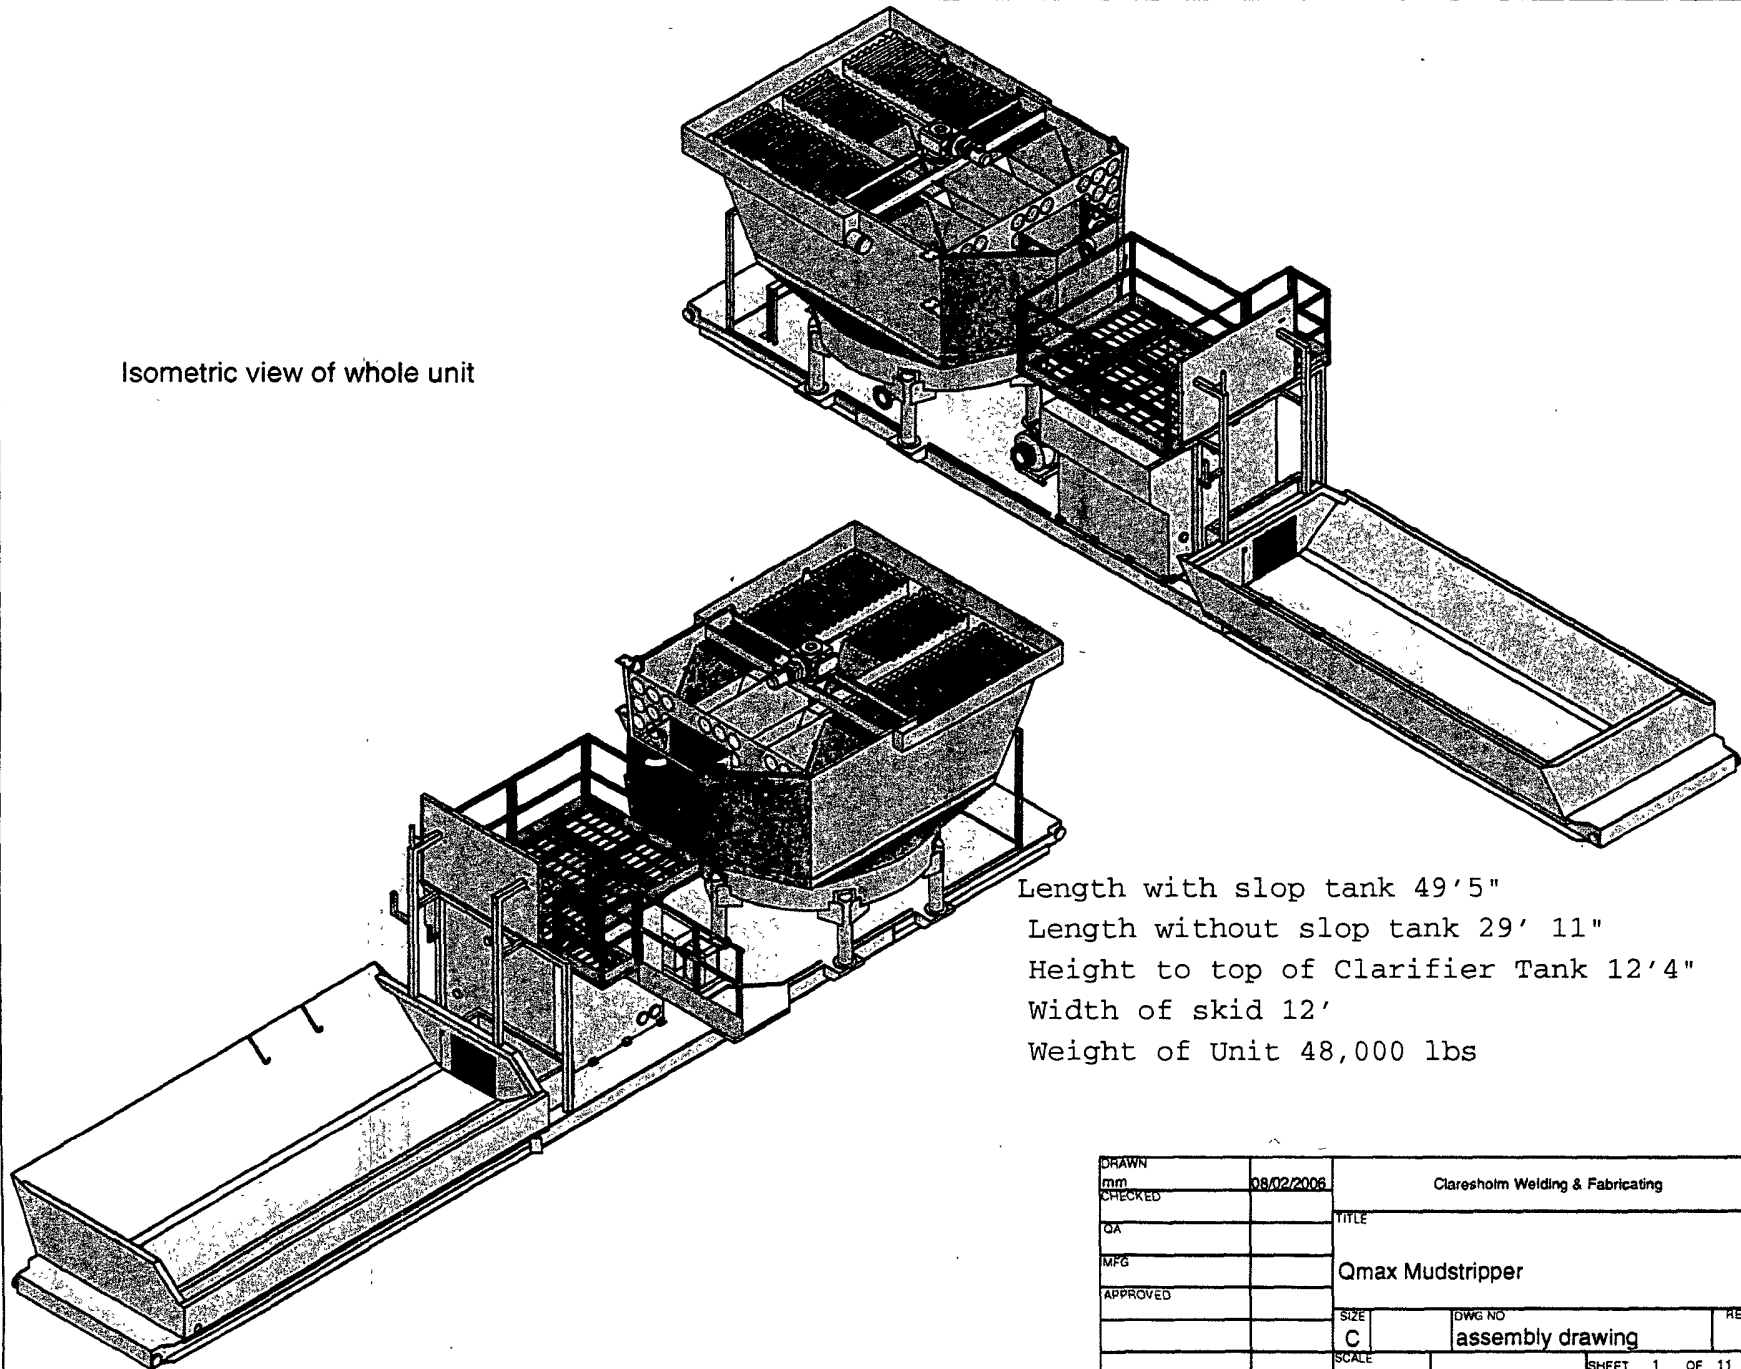 Isometric view of whole unit
Length with slop tank 49'5"
Length without slop tank 29' 11"
Height to top of Clarifier Tank 12'4"
Width of skid 12'
Weight of Unit 48,000 lbs
DRAWN
mm
08/02/2006
Claresholm Welding & Fabricating
CHECKED
QA
TITLE
MFG
Qmax Mudstripper
APPROVED
SIZE
C
DWG NO
assembly drawing
SCALE
SHEET 1 OF 11